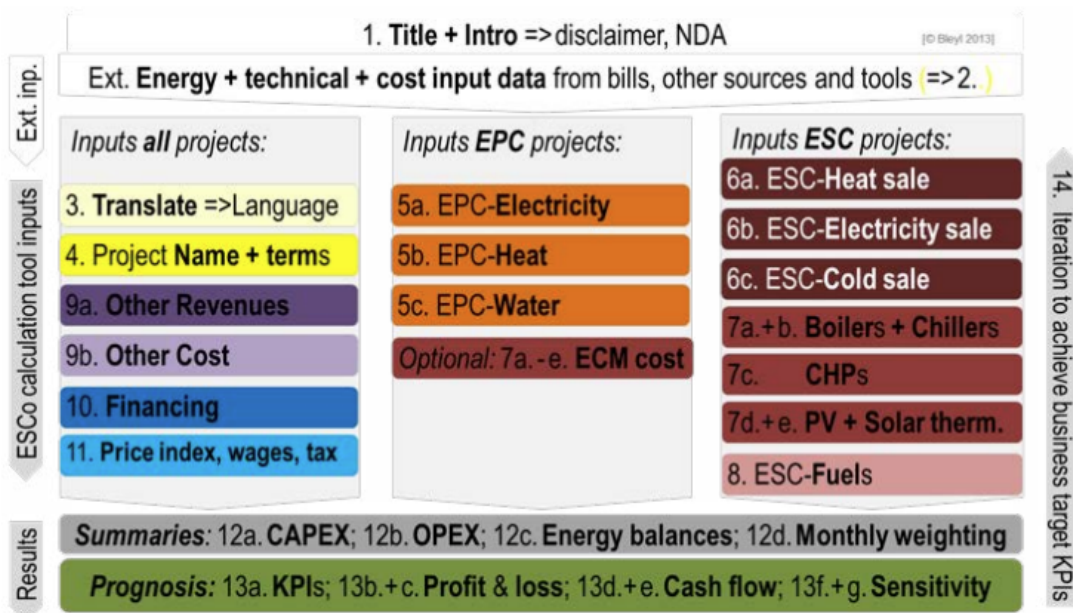 1. Title + Intro => disclaimer, NDA
[© Bleyl 2013]
Ext. inp.
Ext. Energy + technical + cost input data from bills, other sources and tools (=>2..)
ESCo calculation tool inputs
Inputs all projects:
3. Translate =>Language
4. Project Name + terms
9a. Other Revenues
9b. Other Cost
10. Financing
11. Price index, wages, tax
Inputs EPC projects:
5a. EPC-Electricity
5b. EPC-Heat
5c. EPC-Water
Optional: 7a.-e. ECM cost
Inputs ESC projects:
6a. ESC-Heat sale
6b. ESC-Electricity sale
6c. ESC-Cold sale
7a.+b. Boilers + Chillers
7c. CHPs
7d.+e. PV + Solar therm.
8. ESC-Fuels
14. Iteration to achieve business target KPIs
Results
Summaries: 12a. CAPEX; 12b. OPEX; 12c. Energy balances; 12d. Monthly weighting
Prognosis: 13a. KPIs; 13b.+c. Profit & loss; 13d.+e. Cash flow; 13f.+g. Sensitivity